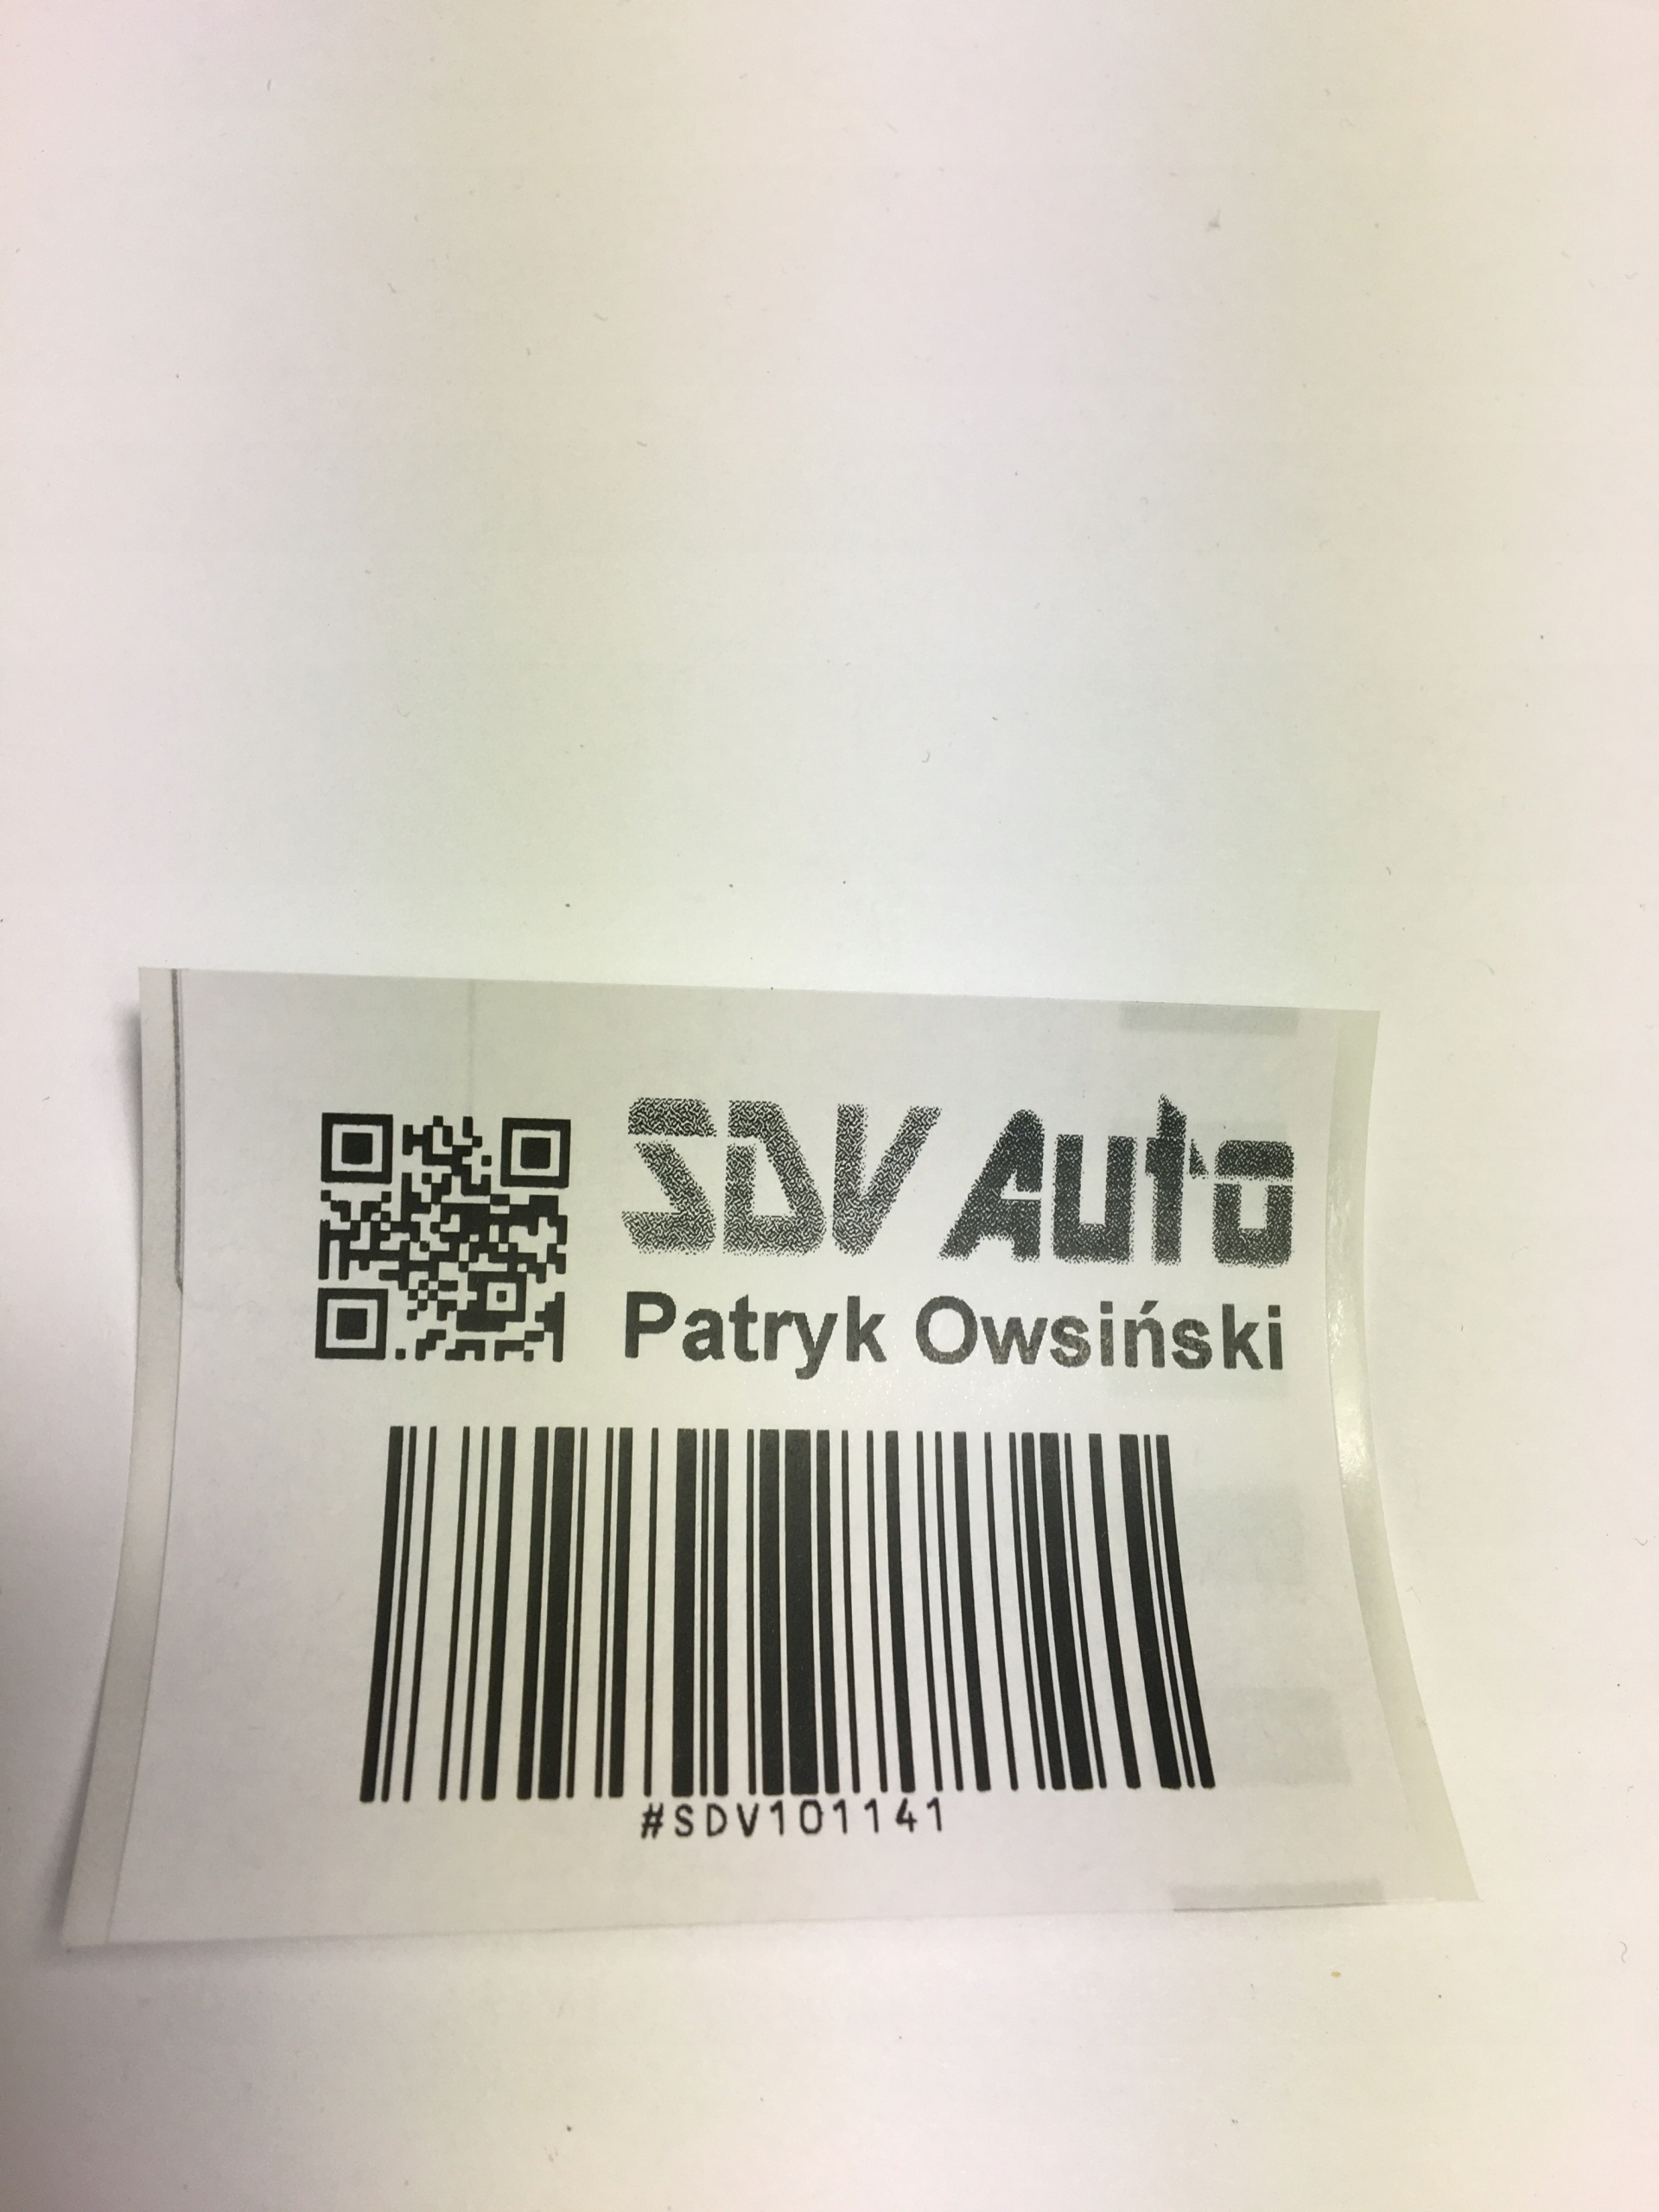 SDV Auto
Patryk Owsiński
#SDV101141